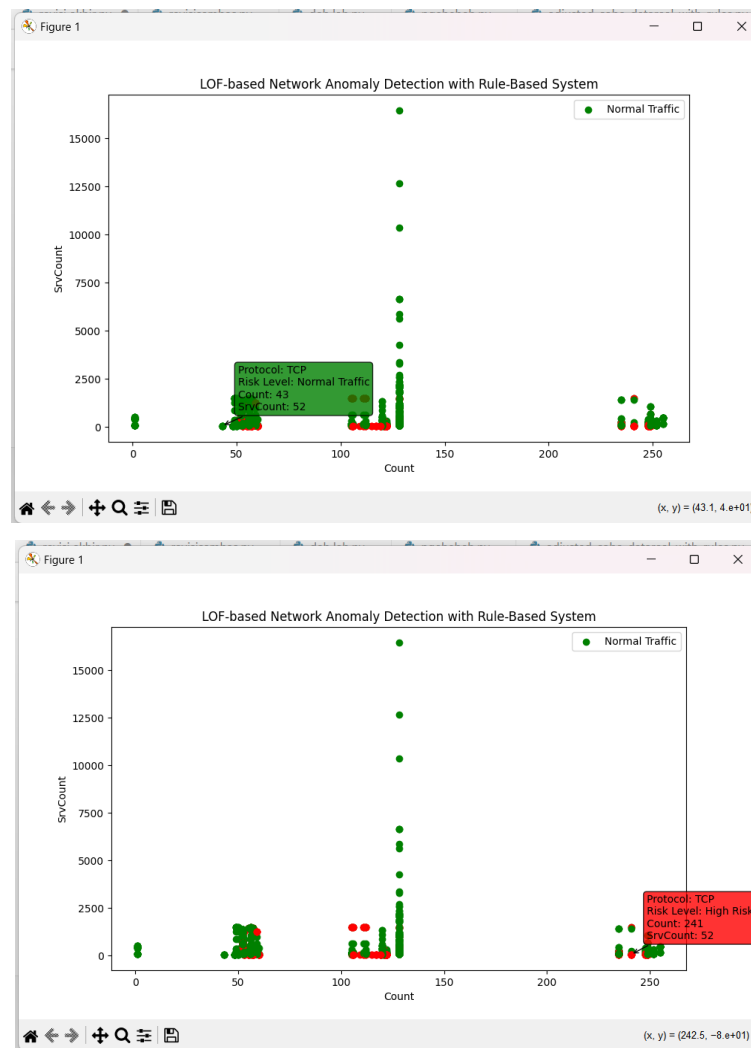 Figure 1
LOF-based Network Anomaly Detection with Rule-Based System
Normal Traffic
15000
12500
10000
7500
5000
2500
0
SrvCount
Protocol: TCP
Risk Level: Normal Traffic
Count: 43
SrvCount: 52
0 50 100 150 200 250
Count
(x, y) = (43.1, 4.e+01)
Figure 1
LOF-based Network Anomaly Detection with Rule-Based System
Normal Traffic
15000
12500
10000
7500
5000
2500
0
SrvCount
Protocol: TCP
Risk Level: High Risk
Count: 241
SrvCount: 52
0 50 100 150 200 250
Count
(x, y) = (242.5, −8.e+01)